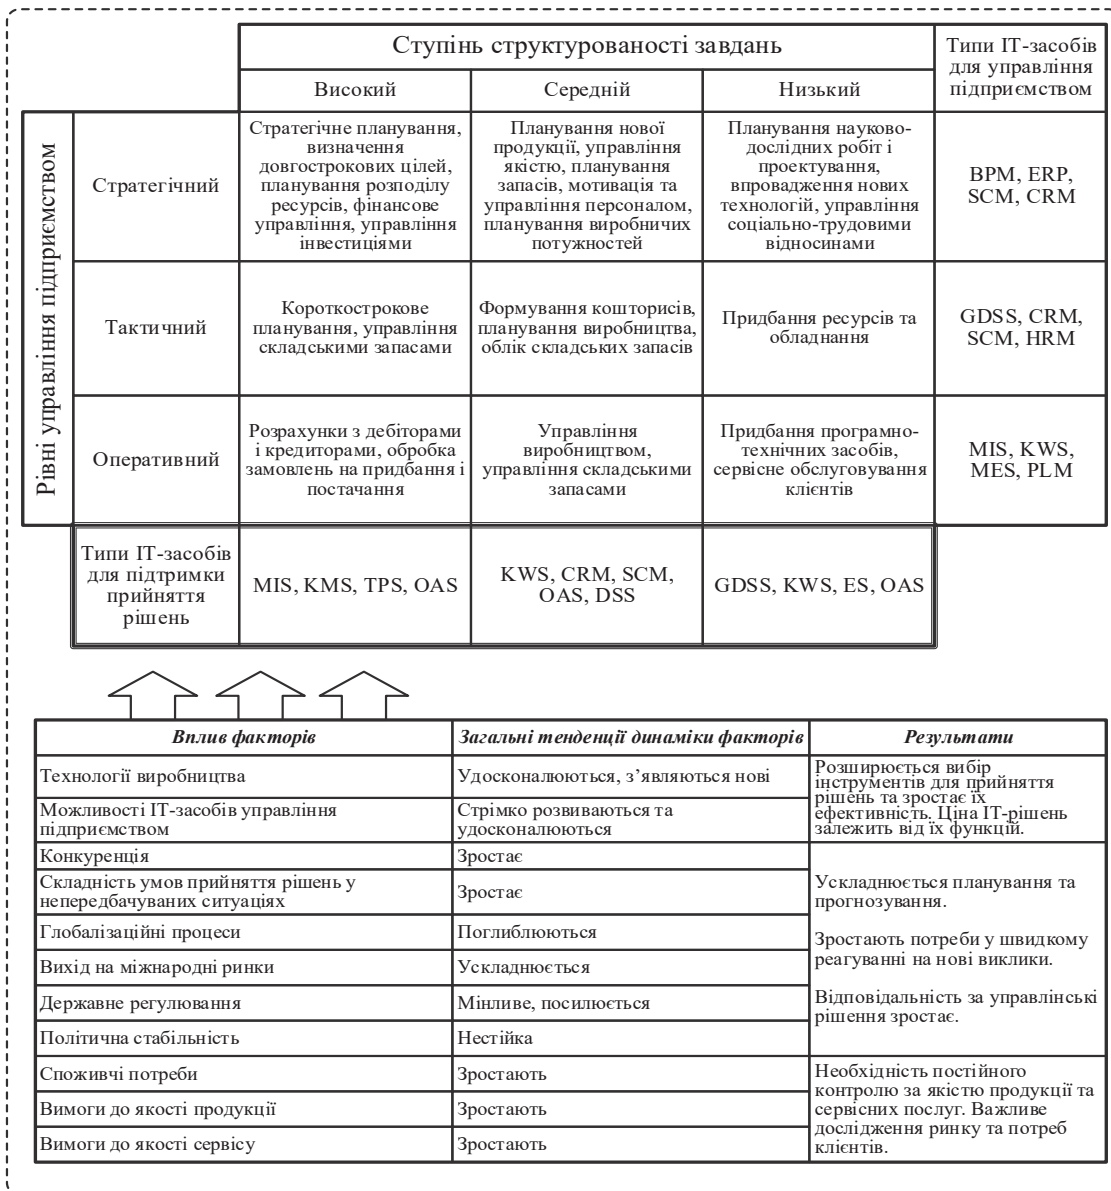 Ступінь структурованості завдань
Типи ІТ-засобів
для управління
підприємством
Високий
Середній
Низький
Рівні управління підприємством
Стратегічний
Стратегічне планування,
визначення
довгострокових цілей,
планування розподілу
ресурсів, фінансове
управління, управління
інвестиціями
Планування нової
продукції, управління
якістю, планування
запасів, мотивація та
управління персоналом,
планування виробничих
потужностей
Планування науково-
дослідних робіт і
проектування,
впровадження нових
технологій, управління
соціально-трудовими
відносинами
BPM, ERP,
SCM, CRM
Тактичний
Короткострокове
планування, управління
складськими запасами
Формування кошторисів,
планування виробництва,
облік складських запасів
Придбання ресурсів та
обладнання
GDSS, CRM,
SCM, HRM
Оперативний
Розрахунки з дебіторами
і кредиторами, обробка
замовлень на придбання і
постачання
Управління
виробництвом,
управління складськими
запасами
Придбання програмно-
технічних засобів,
сервісне обслуговування
клієнтів
MIS, KWS,
MES, PLM
Типи ІТ-засобів
для підтримки
прийняття
рішень
MIS, KMS, TPS, OAS
KWS, CRM, SCM,
OAS, DSS
GDSS, KWS, ES, OAS
Вплив факторів
Загальні тенденції динаміки факторів
Результати
Технології виробництва
Удосконалюються, з’являються нові
Розширюється вибір
інструментів для прийняття
рішень та зростає їх
ефективність. Ціна ІТ-рішень
залежить від їх функцій.
Можливості ІТ-засобів управління
підприємством
Стрімко розвиваються та
удосконалюються
Конкуренція
Зростає
Складність умов прийняття рішень у
непередбачуваних ситуаціях
Зростає
Ускладнюється планування та
прогнозування.
Зростають потреби у швидкому
реагуванні на нові виклики.
Відповідальність за управлінські
рішення зростає.
Глобалізаційні процеси
Поглиблюються
Вихід на міжнародні ринки
Ускладнюється
Державне регулювання
Мінливе, посилюється
Політична стабільність
Нестійка
Споживчі потреби
Зростають
Необхідність постійного
контролю за якістю продукції та
сервісних послуг. Важливе
дослідження ринку та потреб
клієнтів.
Вимоги до якості продукції
Зростають
Вимоги до якості сервісу
Зростають